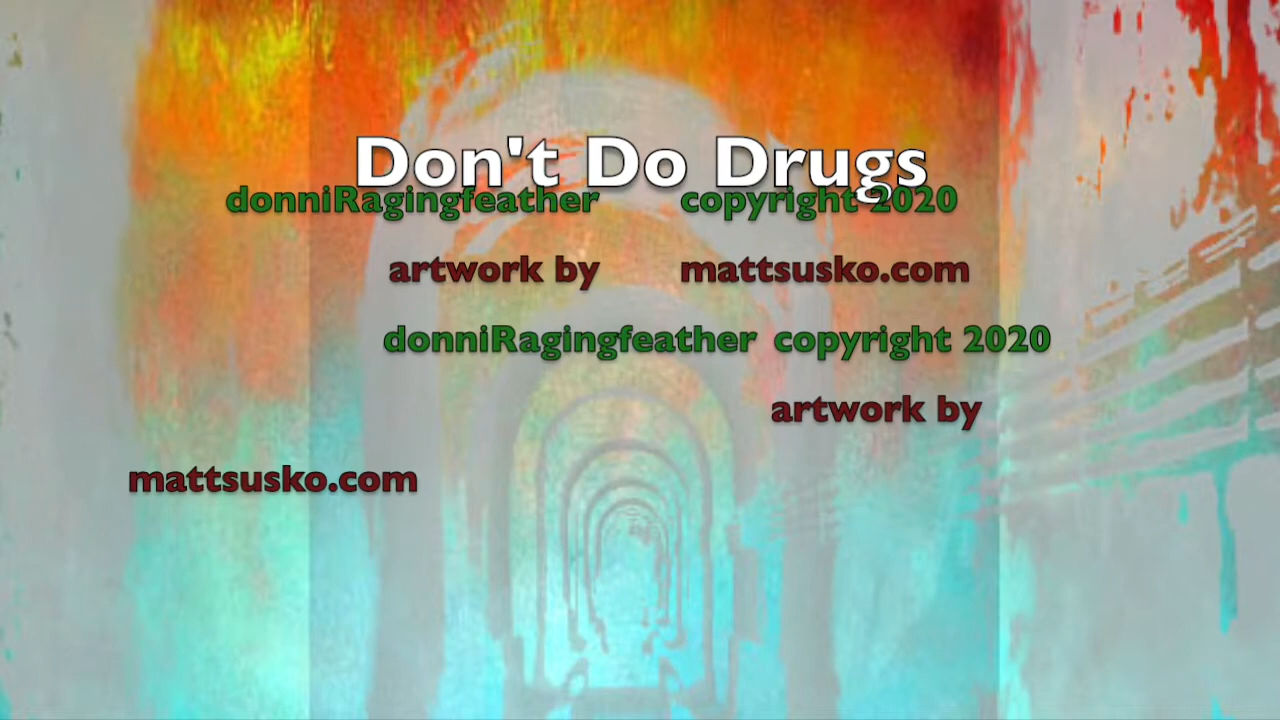 Don't Do Drugs
donniRagingfeather copyright 2020
artwork by mattsusko.com
donniRagingfeather copyright 2020
artwork by
mattsusko.com